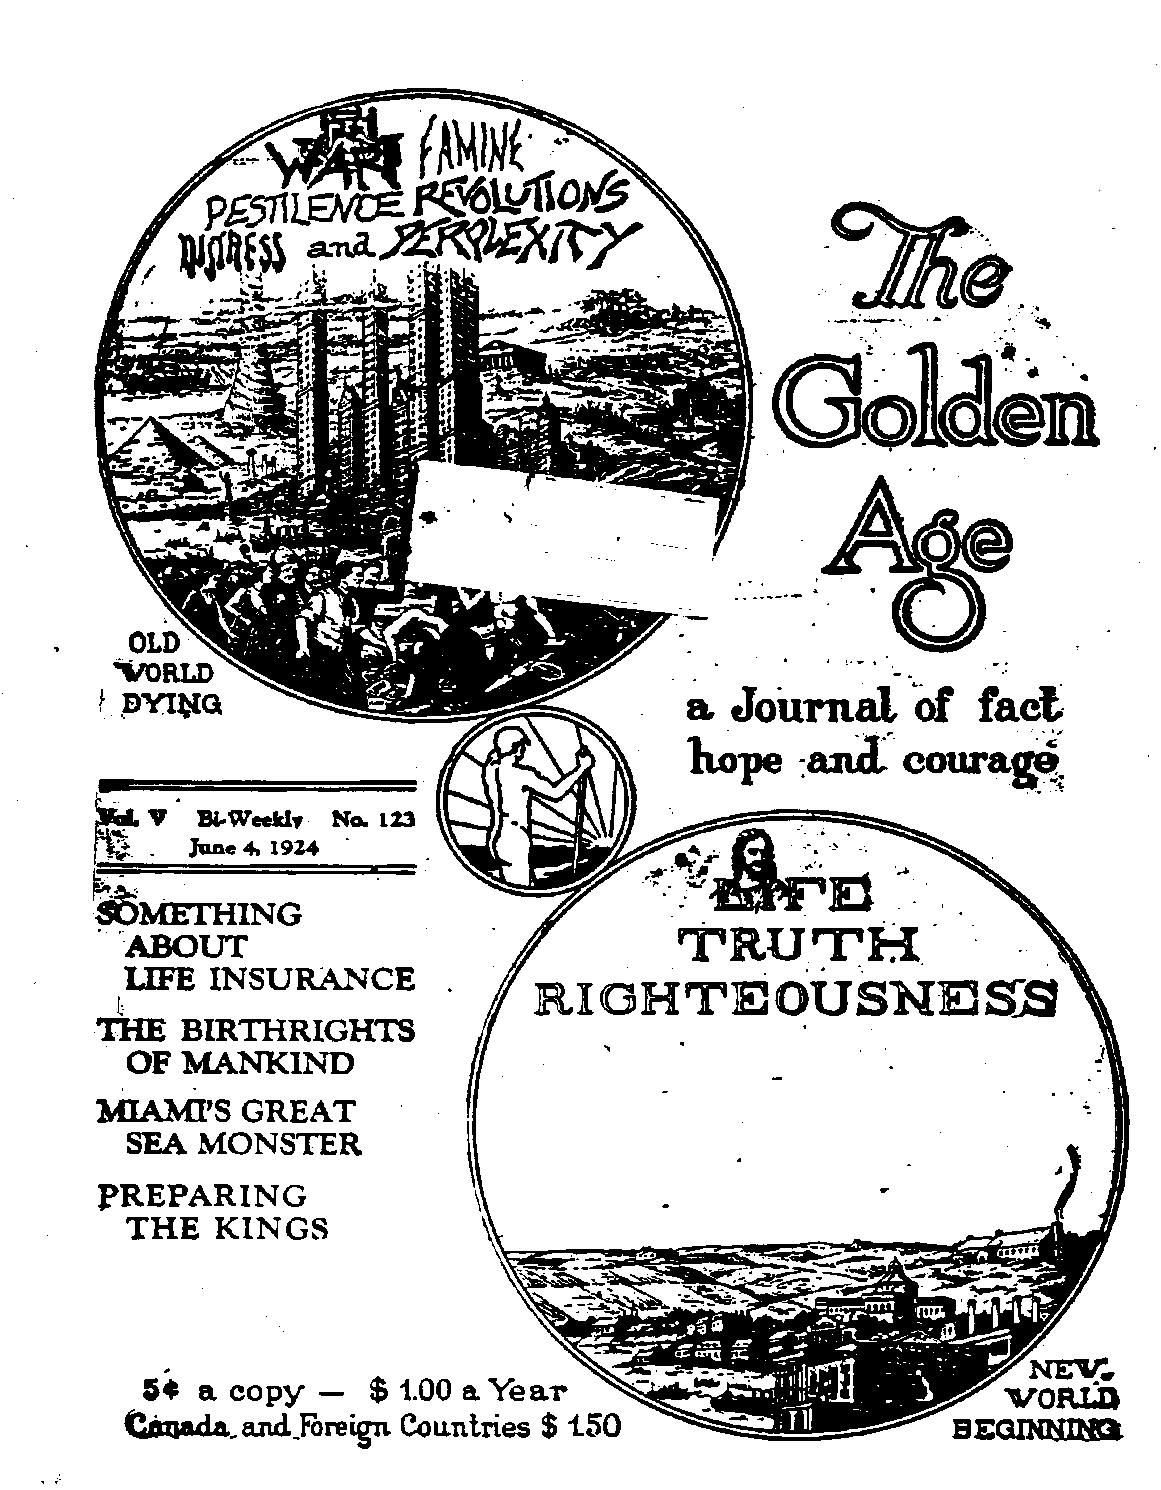 WAR FAMINE
PESTILENCE REVOLUTIONS
DISTRESS and PERPLEXITY
The
Golden
Age
OLD
WORLD
DYING
a Journal of fact
hope and courage
Vol. V Bi-Weekly No. 123
June 4, 1924
SOMETHING
ABOUT
LIFE INSURANCE
THE BIRTHRIGHTS
OF MANKIND
MIAMI'S GREAT
SEA MONSTER
PREPARING
THE KINGS
LIFE
TRUTH
RIGHTEOUSNESS
5¢ a copy — $ 1.00 a Year
Canada and Foreign Countries $ 1.50
NEW
WORLD
BEGINNING